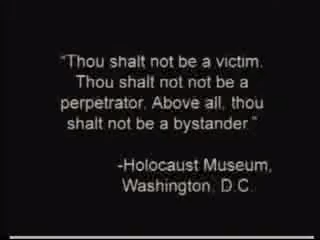 "Thou shalt not be a victim.
Thou shalt not not be a
perpetrator. Above all, thou
shalt not be a bystander."
-Holocaust Museum,
Washington, D.C.